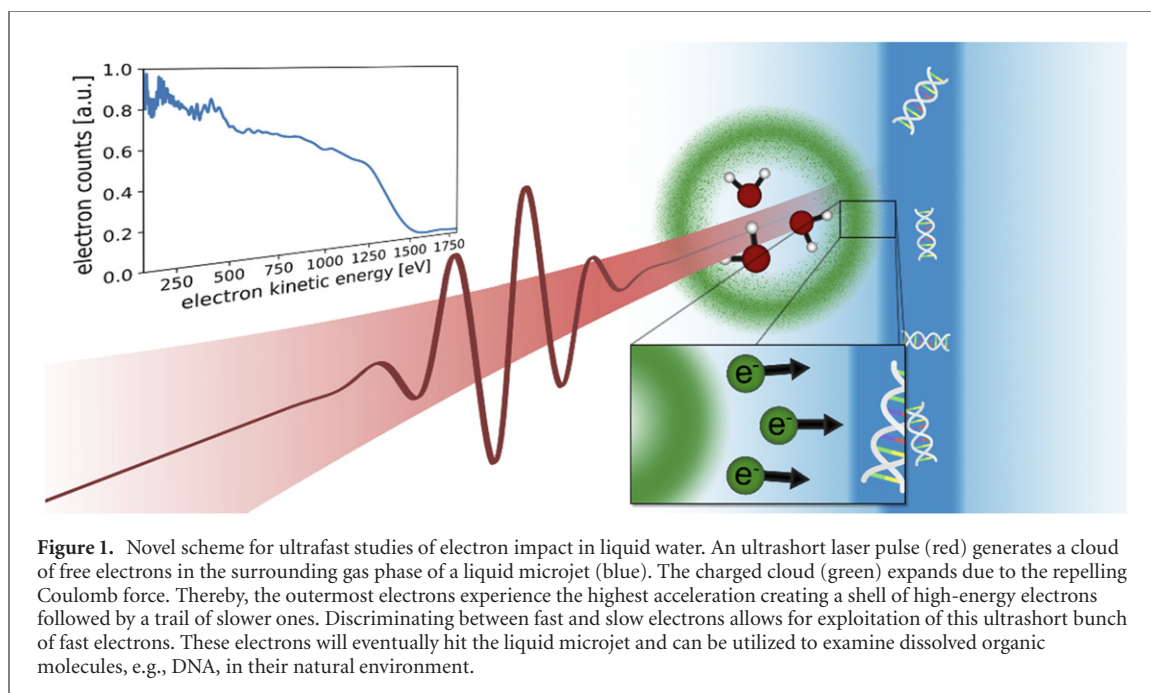 1.0
0.8
0.6
0.4
0.2
0.0
electron counts [a.u.]
250
500
750
1000
1250
1500
1750
electron kinetic energy [eV]
e-
e-
e-
Figure 1. Novel scheme for ultrafast studies of electron impact in liquid water. An ultrashort laser pulse (red) generates a cloud
of free electrons in the surrounding gas phase of a liquid microjet (blue). The charged cloud (green) expands due to the repelling
Coulomb force. Thereby, the outermost electrons experience the highest acceleration creating a shell of high-energy electrons
followed by a trail of slower ones. Discriminating between fast and slow electrons allows for exploitation of this ultrashort bunch
of fast electrons. These electrons will eventually hit the liquid microjet and can be utilized to examine dissolved organic
molecules, e.g., DNA, in their natural environment.